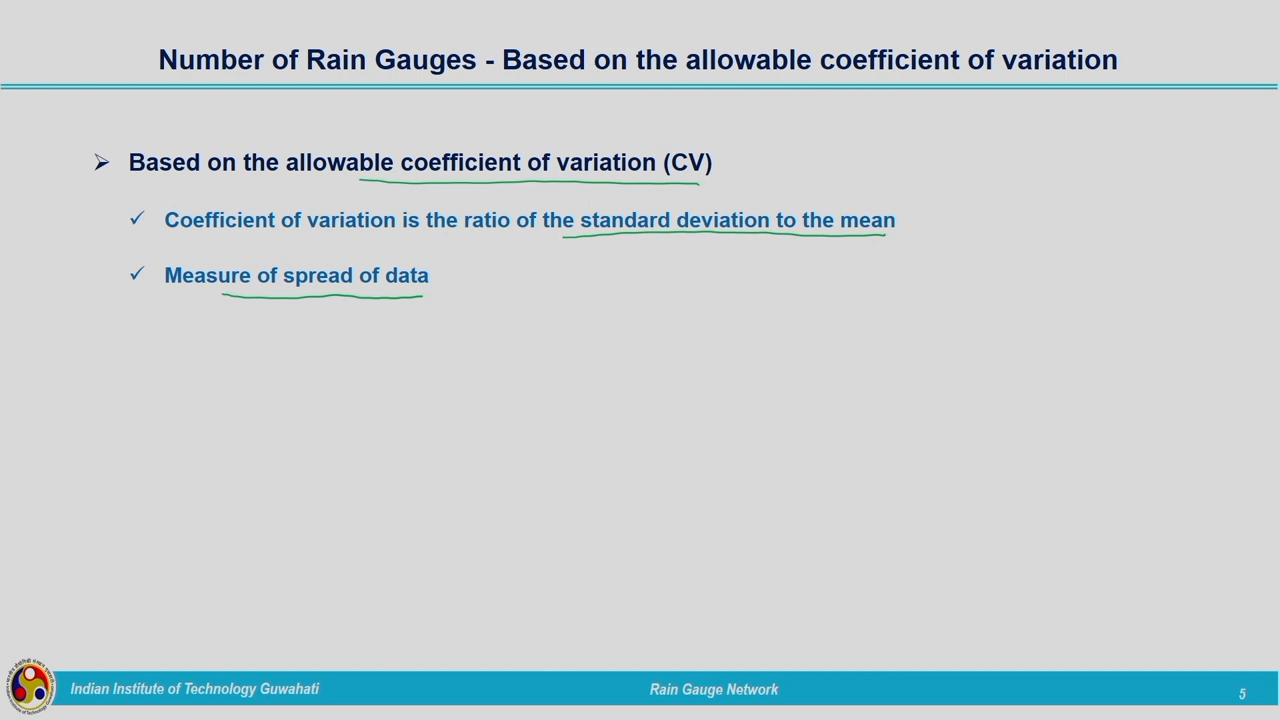 Number of Rain Gauges - Based on the allowable coefficient of variation
Based on the allowable coefficient of variation (CV)
Coefficient of variation is the ratio of the standard deviation to the mean
Measure of spread of data
Indian Institute of Technology Guwahati
Rain Gauge Network
5